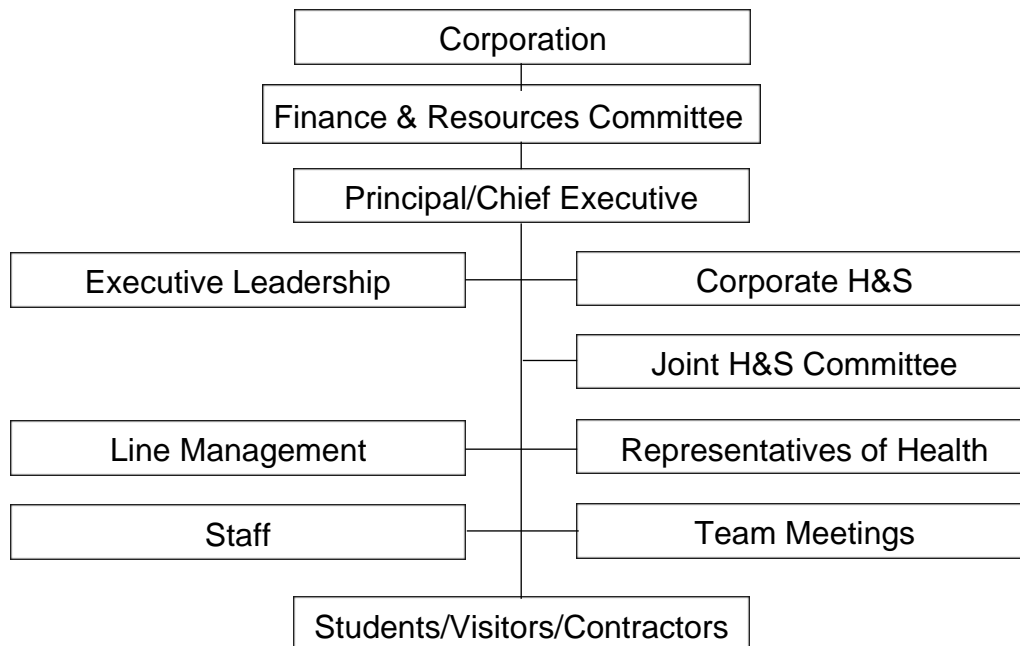 Corporation
Finance & Resources Committee
Principal/Chief Executive
Executive Leadership
Corporate H&S
Joint H&S Committee
Line Management
Representatives of Health
Staff
Team Meetings
Students/Visitors/Contractors